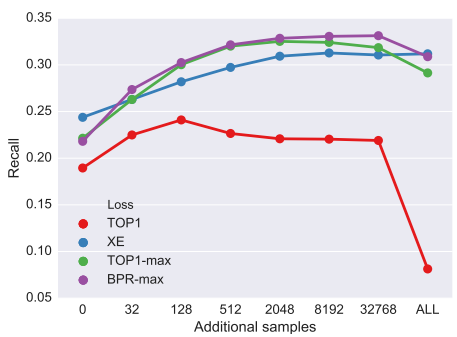 0.35
0.30
0.25
0.20
0.15
0.10
0.05
Recall
Loss
TOP1
XE
TOP1-max
BPR-max
0 32 128 512 2048 8192 32768 ALL
Additional samples